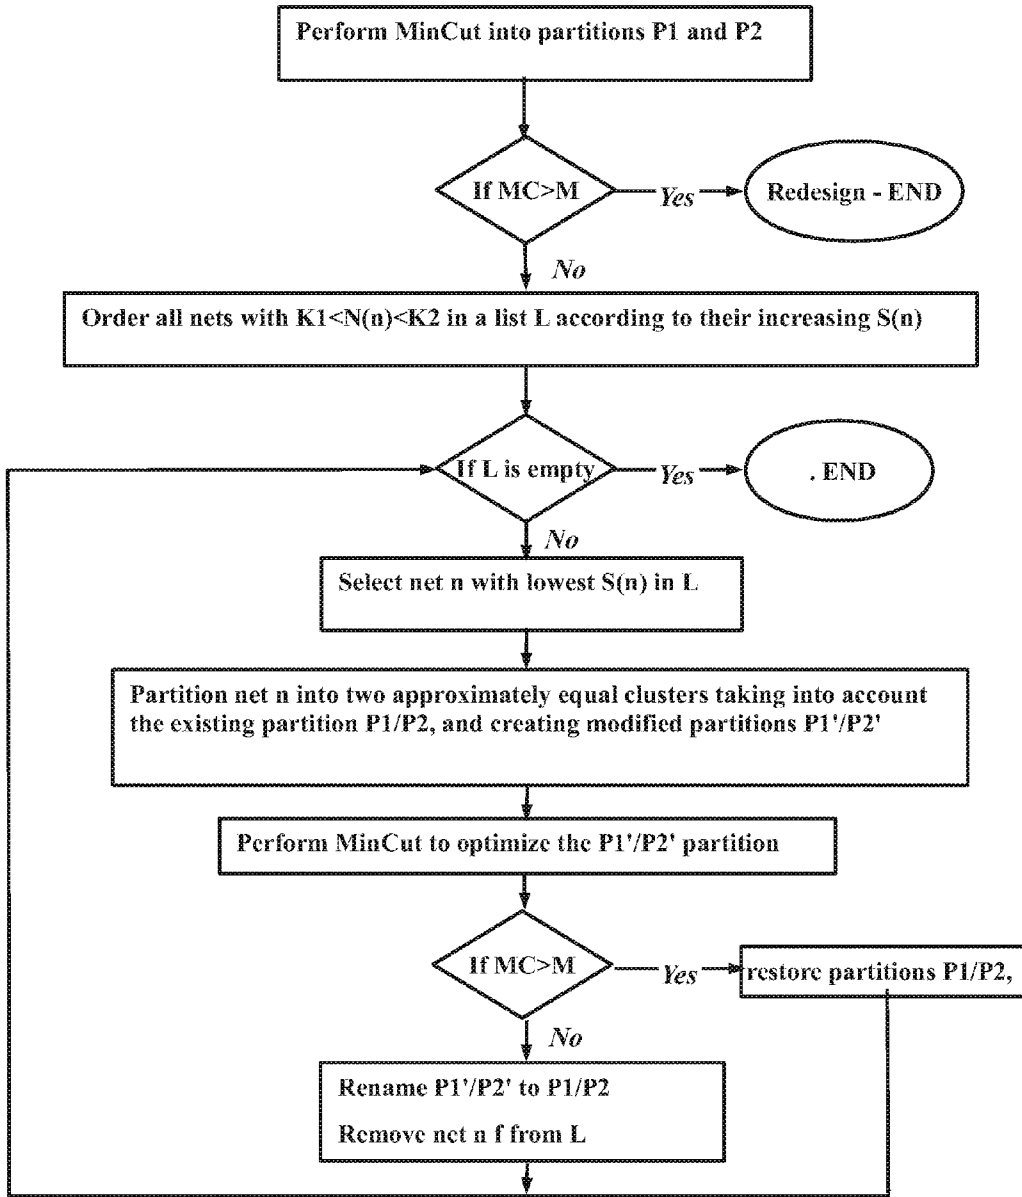 Perform MinCut into partitions P1 and P2
If MC>M
Yes
Redesign - END
No
Order all nets with K1<N(n)<K2 in a list L according to their increasing S(n)
If L is empty
Yes
. END
No
Select net n with lowest S(n) in L
Partition net n into two approximately equal clusters taking into account
the existing partition P1/P2, and creating modified partitions P1'/P2'
Perform MinCut to optimize the P1'/P2' partition
If MC>M
Yes
restore partitions P1/P2,
No
Rename P1'/P2' to P1/P2
Remove net n f from L